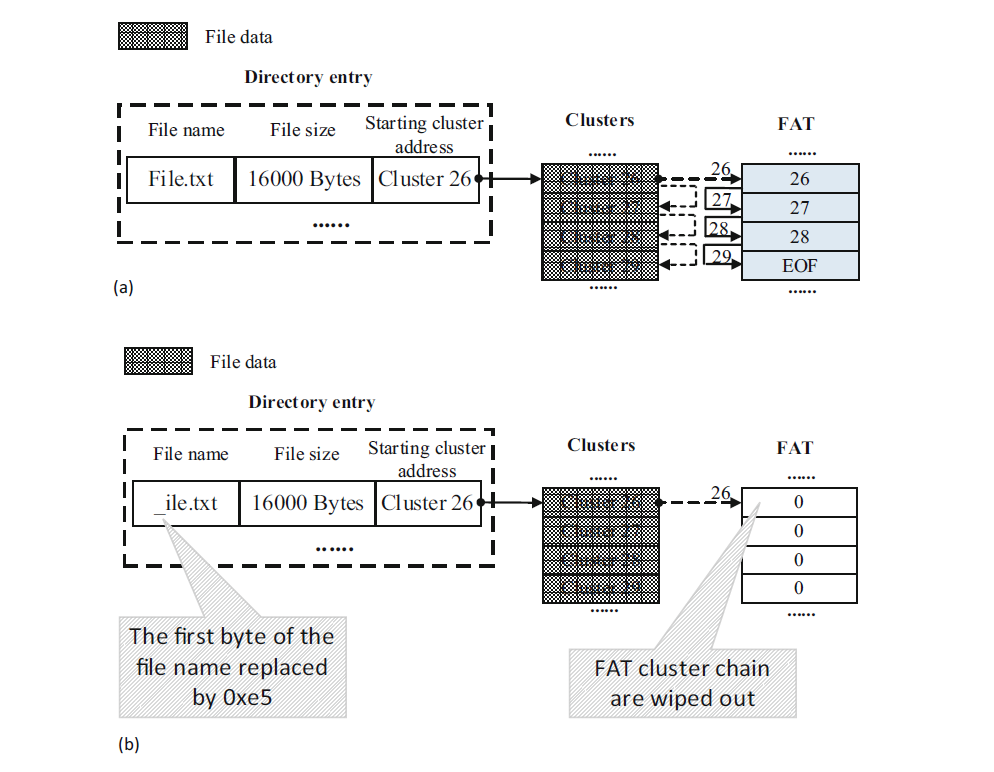 File data
Directory entry
File name File size Starting cluster address
File.txt 16000 Bytes Cluster 26
......
Clusters
......
Cluster 26
Cluster 27
Cluster 28
Cluster 29
......
FAT
......
26 26
27 27
28 28
29 EOF
......
(a)
File data
Directory entry
File name File size Starting cluster address
_ile.txt 16000 Bytes Cluster 26
......
Clusters
......
Cluster 26
Cluster 27
Cluster 28
Cluster 29
......
FAT
......
26 0
0
0
0
......
The first byte of the
file name replaced
by 0xe5
FAT cluster chain
are wiped out
(b)